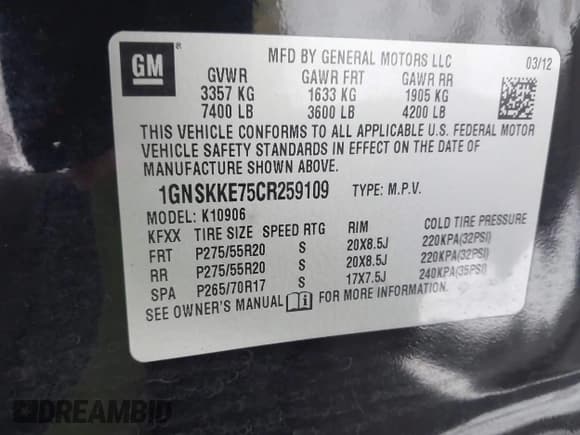 GM
MFD BY GENERAL MOTORS LLC 03/12
GVWR GAWR FRT GAWR RR
3357 KG 1633 KG 1905 KG
7400 LB 3600 LB 4200 LB
THIS VEHICLE CONFORMS TO ALL APPLICABLE U.S. FEDERAL MOTOR
VEHICLE SAFETY STANDARDS IN EFFECT ON THE DATE OF
MANUFACTURE SHOWN ABOVE.
1GNSKKE75CR259109 TYPE: M.P.V.
MODEL: K10906
KFXX TIRE SIZE SPEED RTG RIM COLD TIRE PRESSURE
FRT P275/55R20 S 20X8.5J 220KPA(32PSI)
RR P275/55R20 S 20X8.5J 220KPA(32PSI)
SPA P265/70R17 S 17X7.5J 240KPA(35PSI)
SEE OWNER'S MANUAL i FOR MORE INFORMATION.
DREAMBID